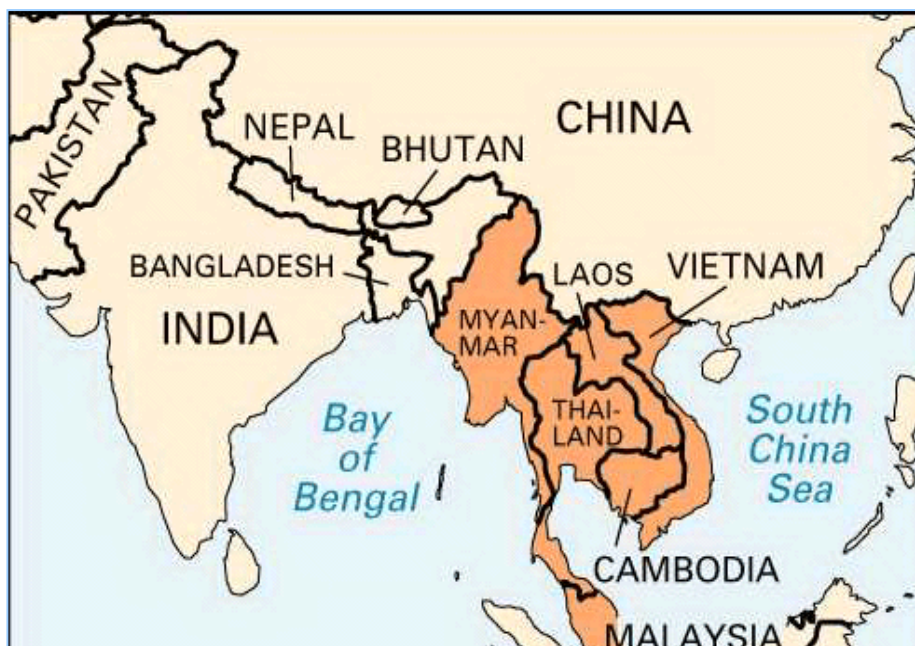 PAKISTAN
NEPAL
CHINA
BHUTAN
BANGLADESH
INDIA
LAOS
VIETNAM
MYAN-
MAR
THAI-
LAND
Bay
of
Bengal
South
China
Sea
CAMBODIA
MALAYSIA